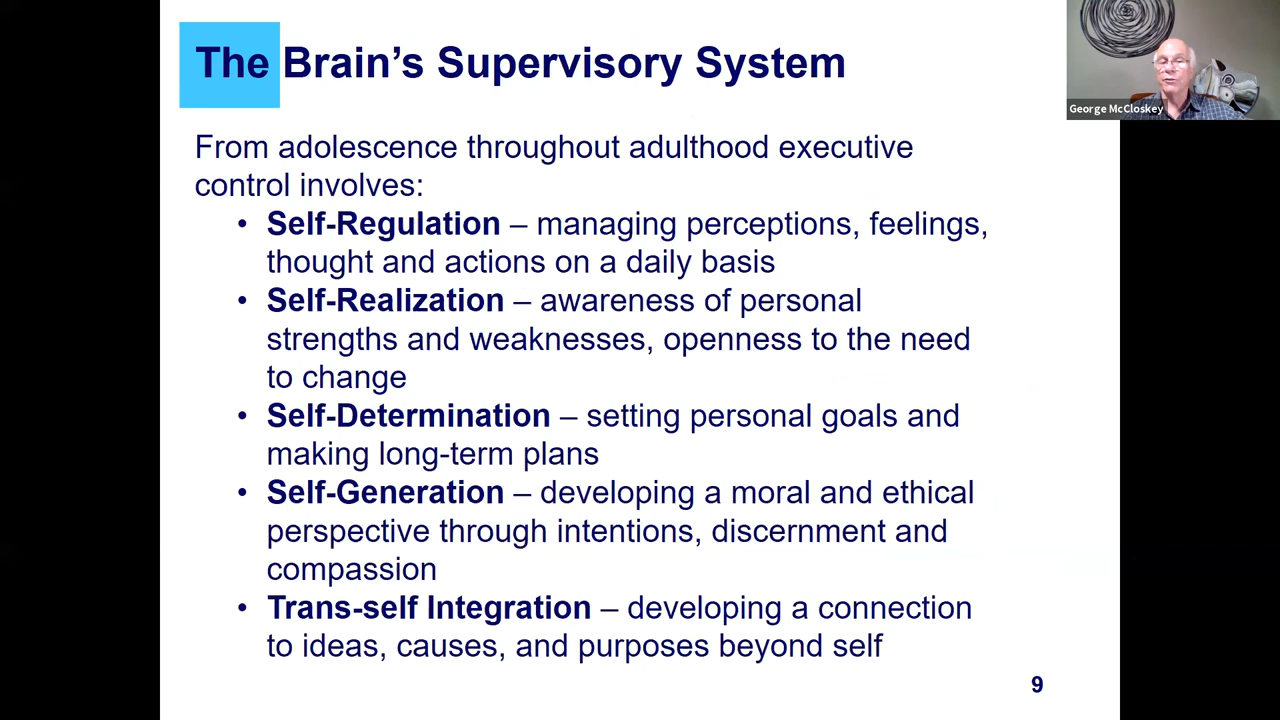 The Brain’s Supervisory System
George McCloskey
From adolescence throughout adulthood executive
control involves:
• Self-Regulation – managing perceptions, feelings,
thought and actions on a daily basis
• Self-Realization – awareness of personal
strengths and weaknesses, openness to the need
to change
• Self-Determination – setting personal goals and
making long-term plans
• Self-Generation – developing a moral and ethical
perspective through intentions, discernment and
compassion
• Trans-self Integration – developing a connection
to ideas, causes, and purposes beyond self
9